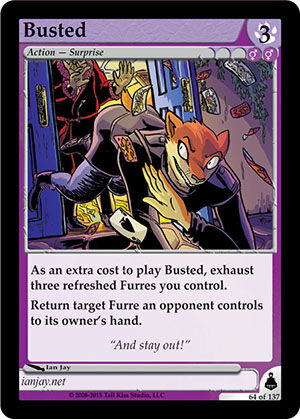 Busted 3
Action — Surprise
As an extra cost to play Busted, exhaust
three refreshed Furres you control.
Return target Furre an opponent controls
to its owner's hand.
"And stay out!"
Ian Jay
ianjay.net
© 2008-2015 Tail Kiss Studio, LLC
64 of 137